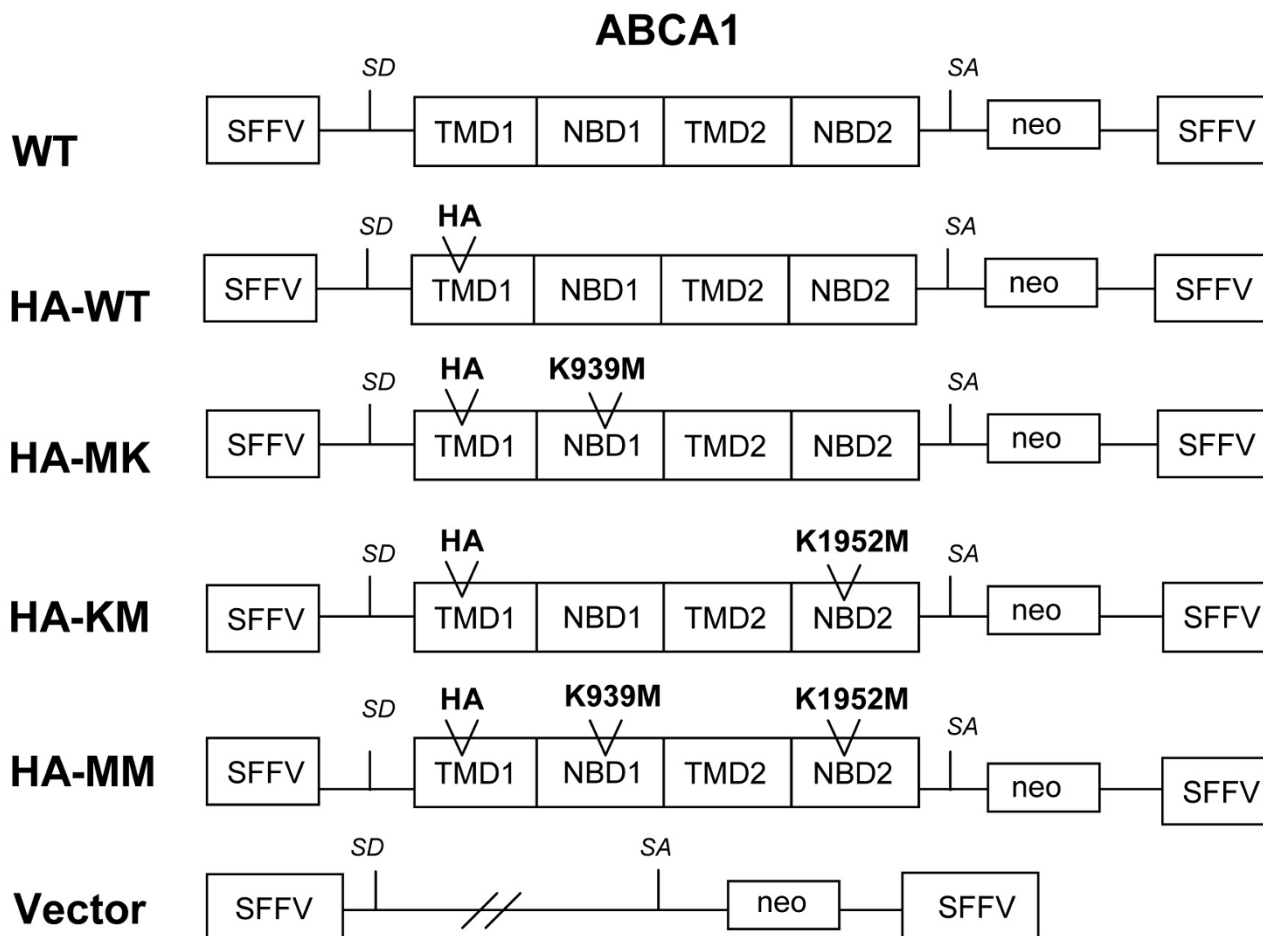 ABCA1
SD SA
WT SFFV TMD1 NBD1 TMD2 NBD2 neo SFFV
HA
SD SA
HA-WT SFFV TMD1 NBD1 TMD2 NBD2 neo SFFV
HA K939M
SD SA
HA-MK SFFV TMD1 NBD1 TMD2 NBD2 neo SFFV
HA K1952M
SD SA
HA-KM SFFV TMD1 NBD1 TMD2 NBD2 neo SFFV
HA K939M K1952M
SD SA
HA-MM SFFV TMD1 NBD1 TMD2 NBD2 neo SFFV
SD SA
Vector SFFV neo SFFV